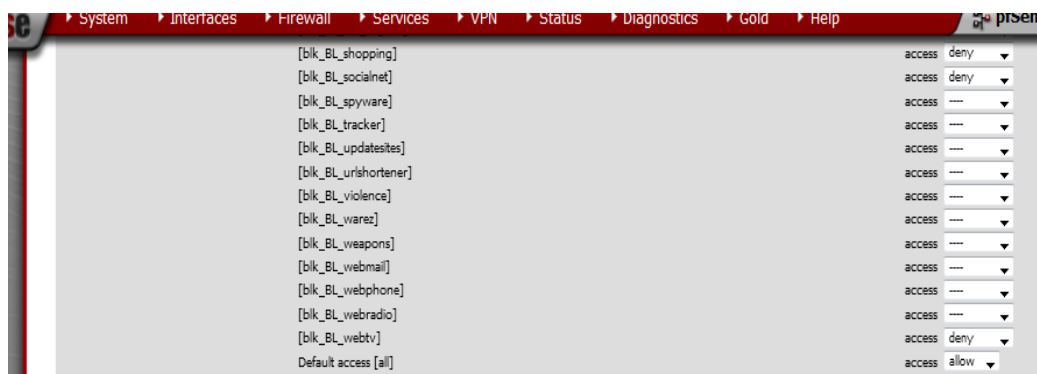 se System Interfaces Firewall Services VPN Status Diagnostics Gold Help pfSen
[blk_BL_shopping] access deny
[blk_BL_socialnet] access deny
[blk_BL_spyware] access ----
[blk_BL_tracker] access ----
[blk_BL_updatesites] access ----
[blk_BL_urlshortener] access ----
[blk_BL_violence] access ----
[blk_BL_warez] access ----
[blk_BL_weapons] access ----
[blk_BL_webmail] access ----
[blk_BL_webphone] access ----
[blk_BL_webradio] access ----
[blk_BL_webtv] access deny
Default access [all] access allow